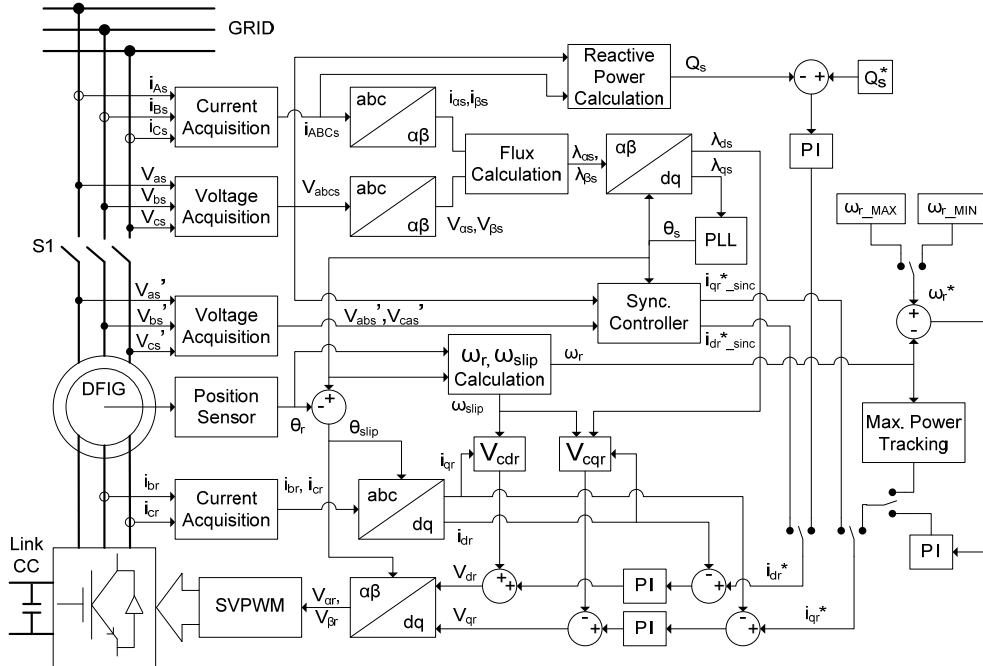 GRID
i_As
i_Bs
i_Cs
Current
Acquisition
i_ABCs
abc
αβ
i_αs,i_βs
Reactive
Power
Calculation
Q_s
-
+
Q_s*
PI
V_as
V_bs
V_cs
Voltage
Acquisition
V_abcs
abc
αβ
V_αs,V_βs
Flux
Calculation
λ_αs,
λ_βs
αβ
dq
λ_ds
λ_qs
PLL
θ_s
ω_r_MAX
ω_r_MIN
ω_r*
+
-
S1
V_as'
V_bs'
V_cs'
Voltage
Acquisition
V_abs',V_cas'
Sync.
Controller
i_qr*_sinc
i_dr*_sinc
DFIG
Position
Sensor
θ_r
-
+
θ_slip
ω_r, ω_slip
Calculation
ω_r
ω_slip
V_cdr
V_cqr
Max. Power
Tracking
PI
i_br
i_cr
Current
Acquisition
i_br, i_cr
abc
dq
i_qr
i_dr
Link
CC
SVPWM
V_αr,
V_βr
αβ
dq
V_dr
V_qr
+
+
PI
-
+
i_dr*
-
+
PI
-
+
i_qr*